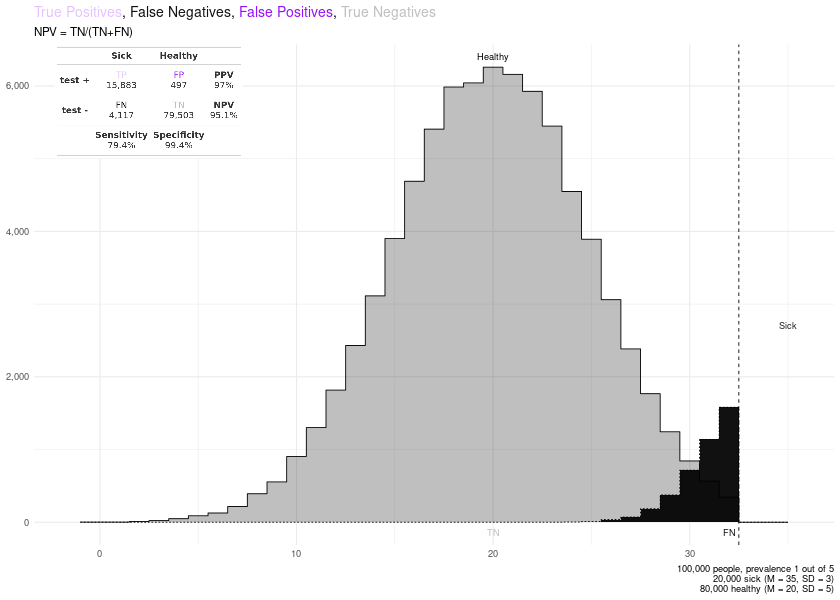 True Positives, False Negatives, False Positives, True Negatives
NPV = TN/(TN+FN)
Sick Healthy
TP FP PPV
test +
15,883 497 97%
FN TN NPV
test -
4,117 79,503 95.1%
Sensitivity Specificity
79.4% 99.4%
Healthy
6,000
4,000
Sick
2,000
0
TN FN
0 10 20 30
100,000 people, prevalence 1 out of 5
20,000 sick (M = 35, SD = 3)
80,000 healthy (M = 20, SD = 5)